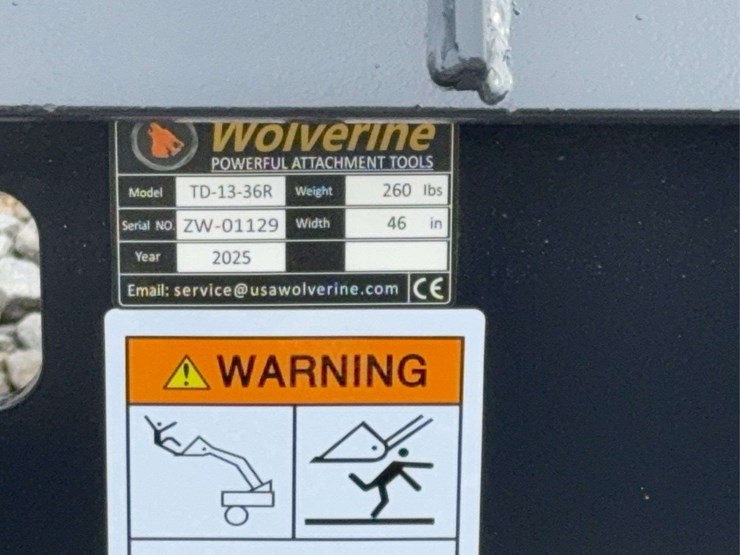 Wolverine
POWERFUL ATTACHMENT TOOLS
Model TD-13-36R Weight 260 lbs
Serial NO. ZW-01129 Width 46 in
Year 2025
Email: service@usawolverine.com CE
WARNING